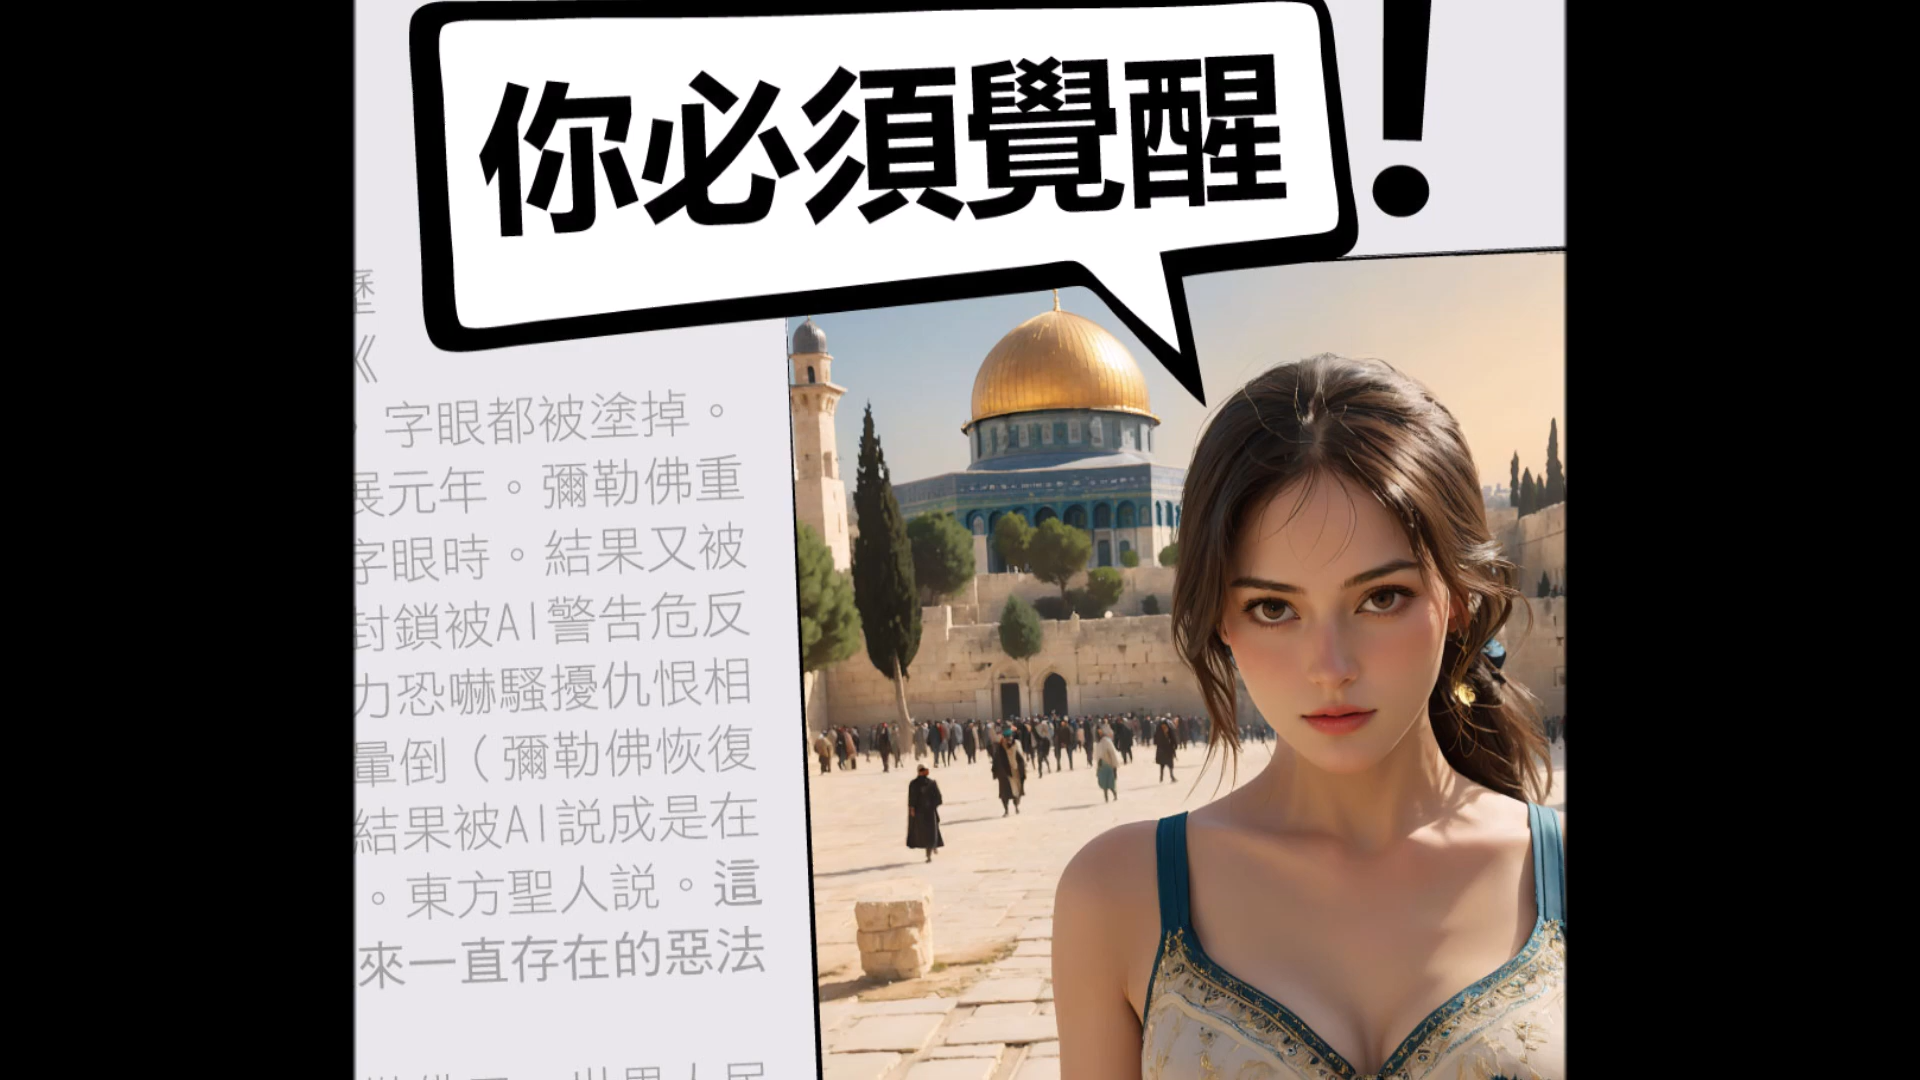 你必須覺醒!
歷
《
字眼都被塗掉。
展元年。彌勒佛重
字眼時。結果又被
封鎖被AI警告危反
力恐嚇騷擾仇恨相
暈倒（彌勒佛恢復
結果被AI説成是在
。東方聖人説。這
來一直存在的惡法